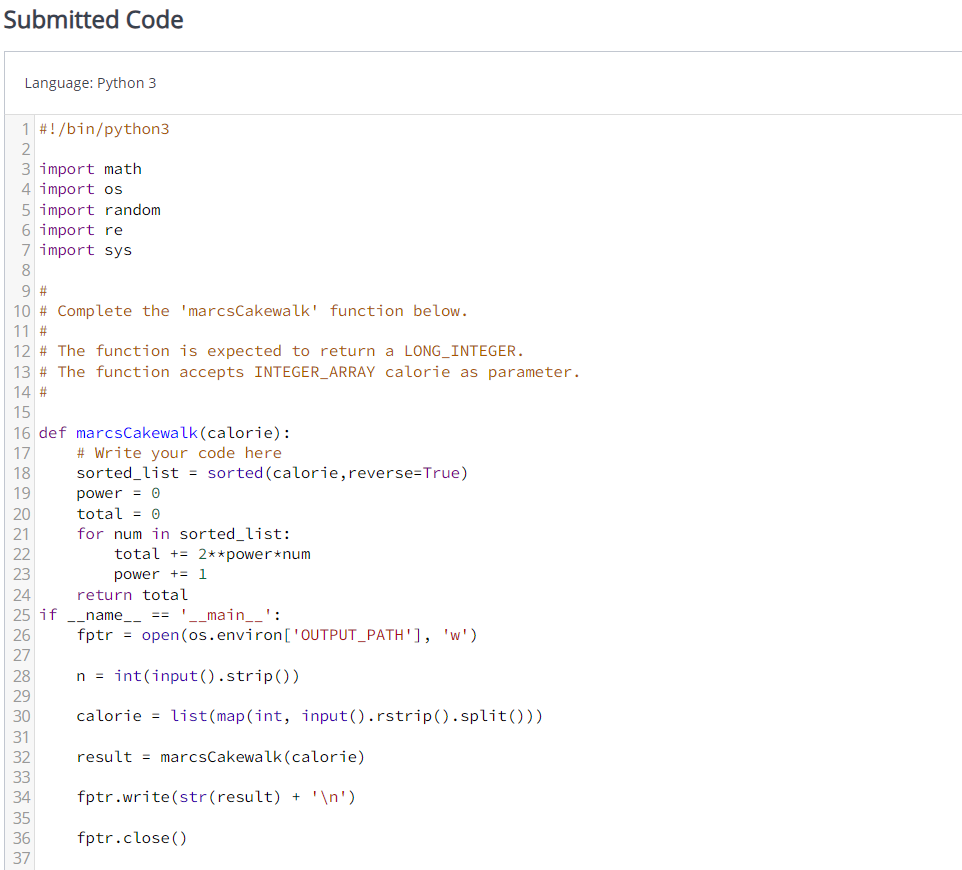 Submitted Code
Language: Python 3
1 #!/bin/python3
2
3 import math
4 import os
5 import random
6 import re
7 import sys
8
9 #
10 # Complete the 'marcsCakewalk' function below.
11 #
12 # The function is expected to return a LONG_INTEGER.
13 # The function accepts INTEGER_ARRAY calorie as parameter.
14 #
15
16 def marcsCakewalk(calorie):
17     # Write your code here
18     sorted_list = sorted(calorie,reverse=True)
19     power = 0
20     total = 0
21     for num in sorted_list:
22         total += 2**power*num
23         power += 1
24     return total
25 if __name__ == '__main__':
26     fptr = open(os.environ['OUTPUT_PATH'], 'w')
27
28     n = int(input().strip())
29
30     calorie = list(map(int, input().rstrip().split()))
31
32     result = marcsCakewalk(calorie)
33
34     fptr.write(str(result) + '\n')
35
36     fptr.close()
37